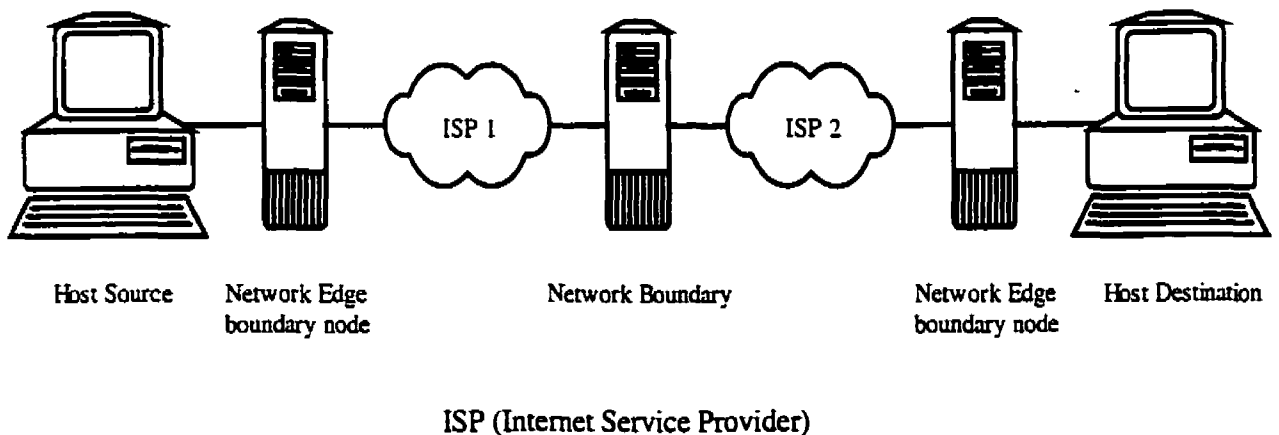 ISP 1
ISP 2
Host Source
Network Edge
boundary node
Network Boundary
Network Edge
boundary node
Host Destination
ISP (Internet Service Provider)